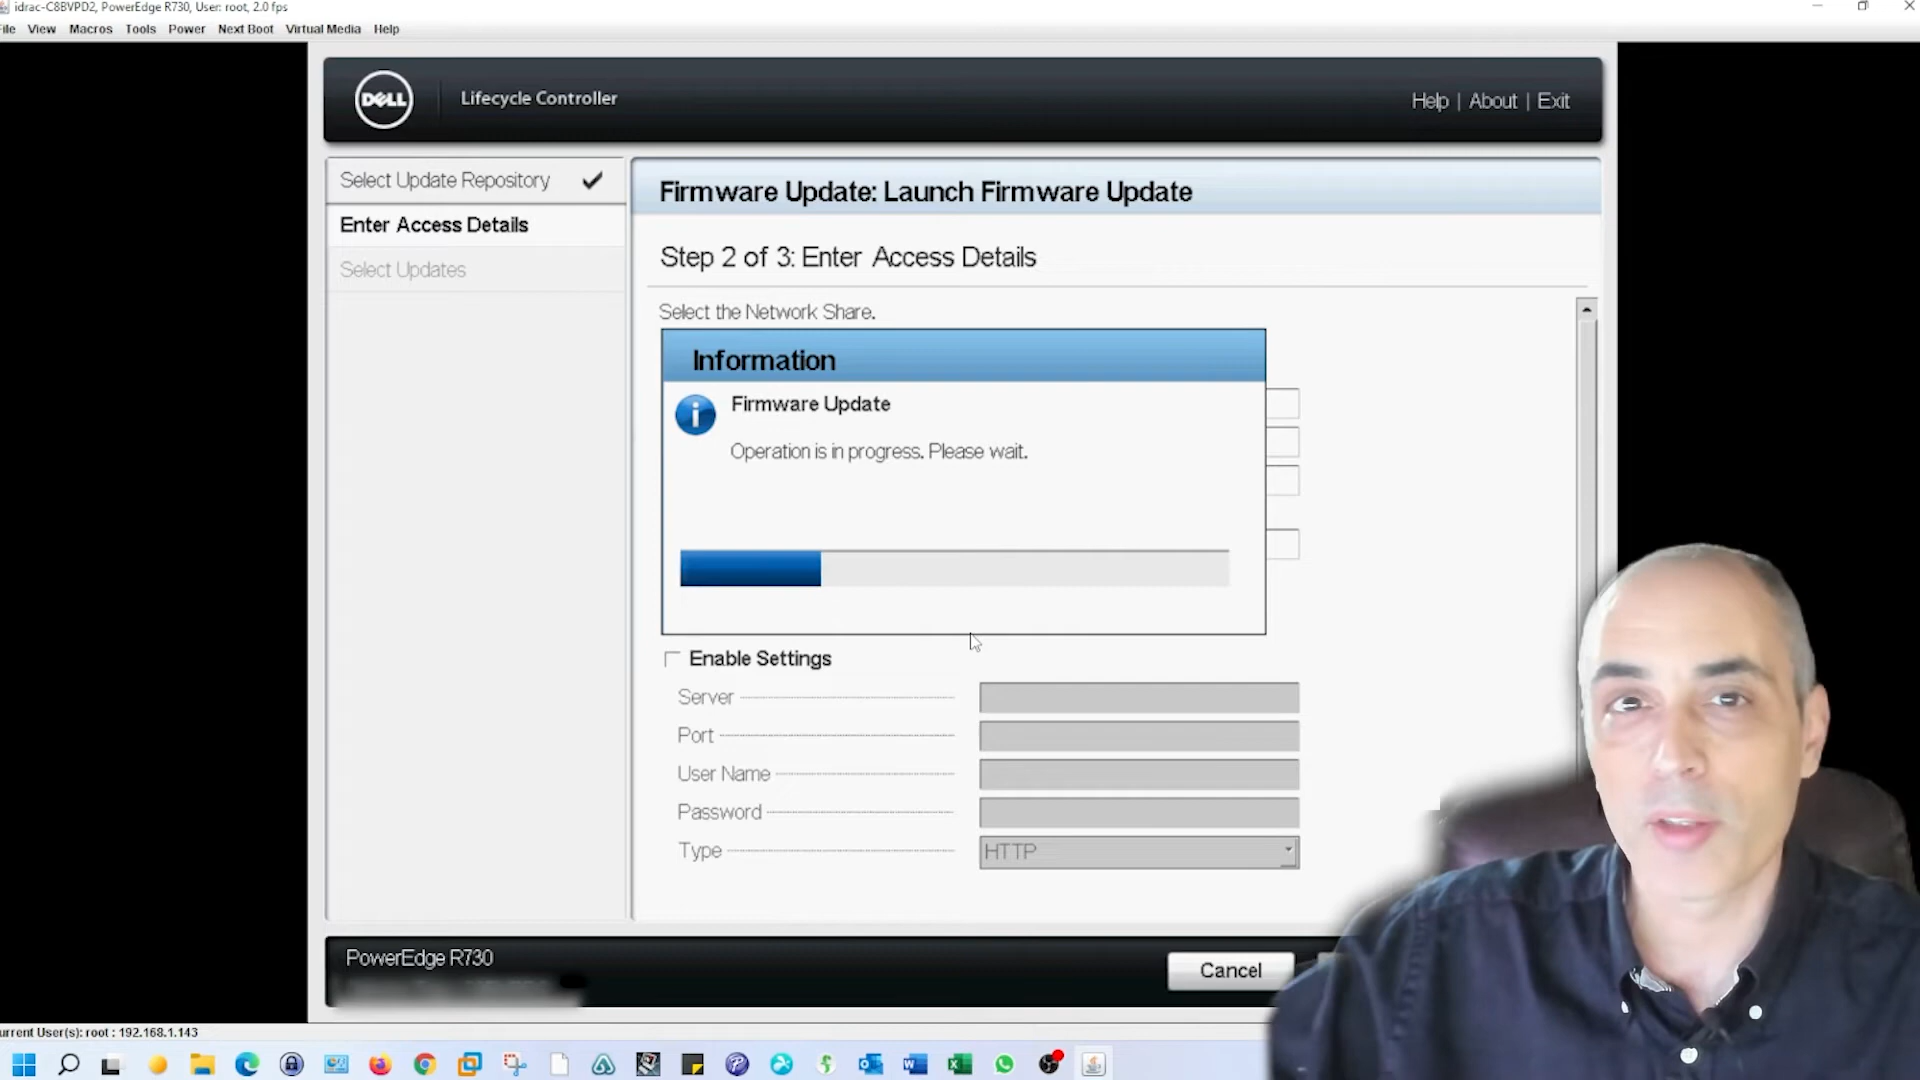 idrac-C8BVPD2, PowerEdge R730, User: root, 2.0 fps
ile View Macros Tools Power Next Boot Virtual Media Help
DELL
Lifecycle Controller
Help | About | Exit
Select Update Repository
Enter Access Details
Select Updates
Firmware Update: Launch Firmware Update
Step 2 of 3: Enter Access Details
Select the Network Share.
Information
Firmware Update
Operation is in progress. Please wait.
Enable Settings
Server
Port
User Name
Password
Type HTTP
PowerEdge R730
Cancel
urrent User(s): root : 192.168.1.143